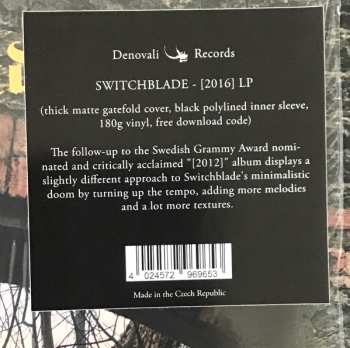 Denovali Records
SWITCHBLADE - [2016] LP
(thick matte gatefold cover, black polylined inner sleeve,
180g vinyl, free download code)
The follow-up to the Swedish Grammy Award nomi-
nated and critically acclaimed "[2012]" album displays a
slightly different approach to Switchblade's minimalistic
doom by turning up the tempo, adding more melodies
and a lot more textures.
4 024572 969653
Made in the Czech Republic